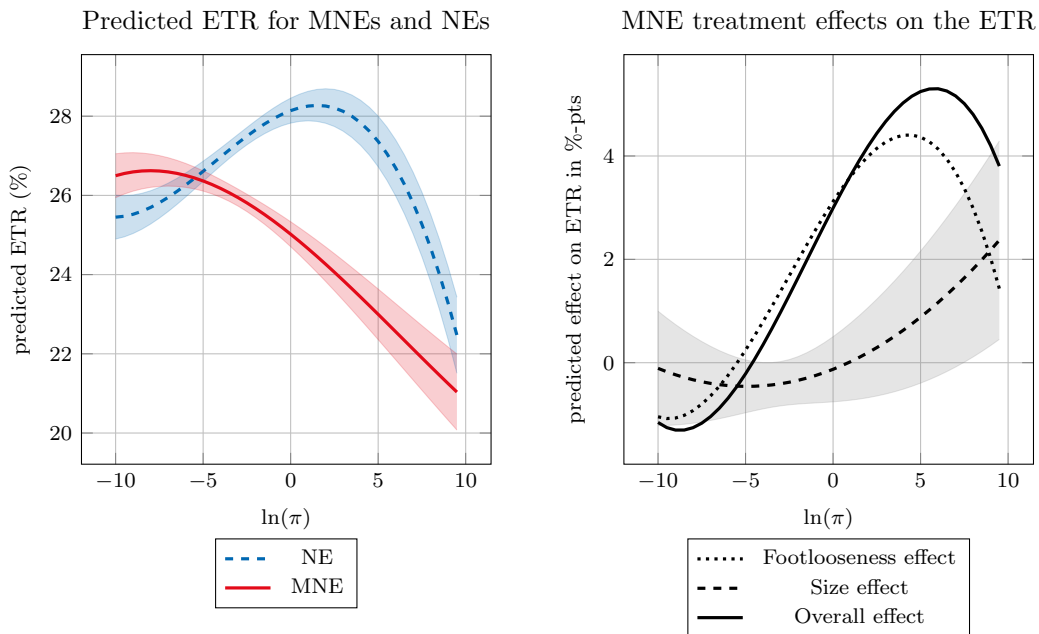 Predicted ETR for MNEs and NEs
predicted ETR (%)
28
26
24
22
20
−10
−5
0
5
10
ln(π)
NE
MNE
MNE treatment effects on the ETR
predicted effect on ETR in %-pts
4
2
0
−10
−5
0
5
10
ln(π)
Footlooseness effect
Size effect
Overall effect